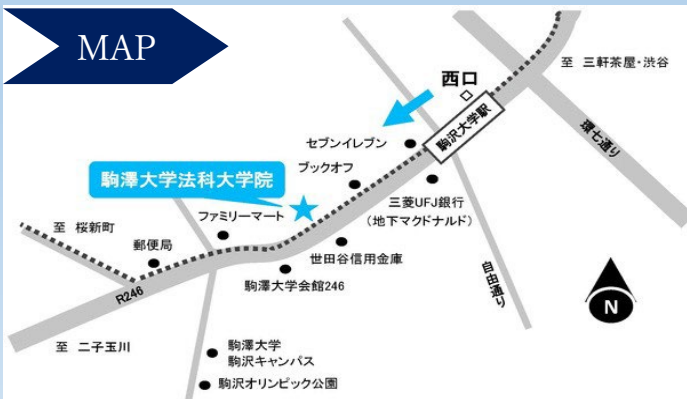 MAP
至 三軒茶屋・渋谷
西口
駒沢大学駅
環七通り
セブンイレブン
ブックオフ
駒澤大学法科大学院
三菱UFJ銀行
(地下マクドナルド)
ファミリーマート
至 桜新町
郵便局
世田谷信用金庫
自由通り
駒澤大学会館246
R246
N
至 二子玉川
駒澤大学
駒沢キャンパス
駒沢オリンピック公園